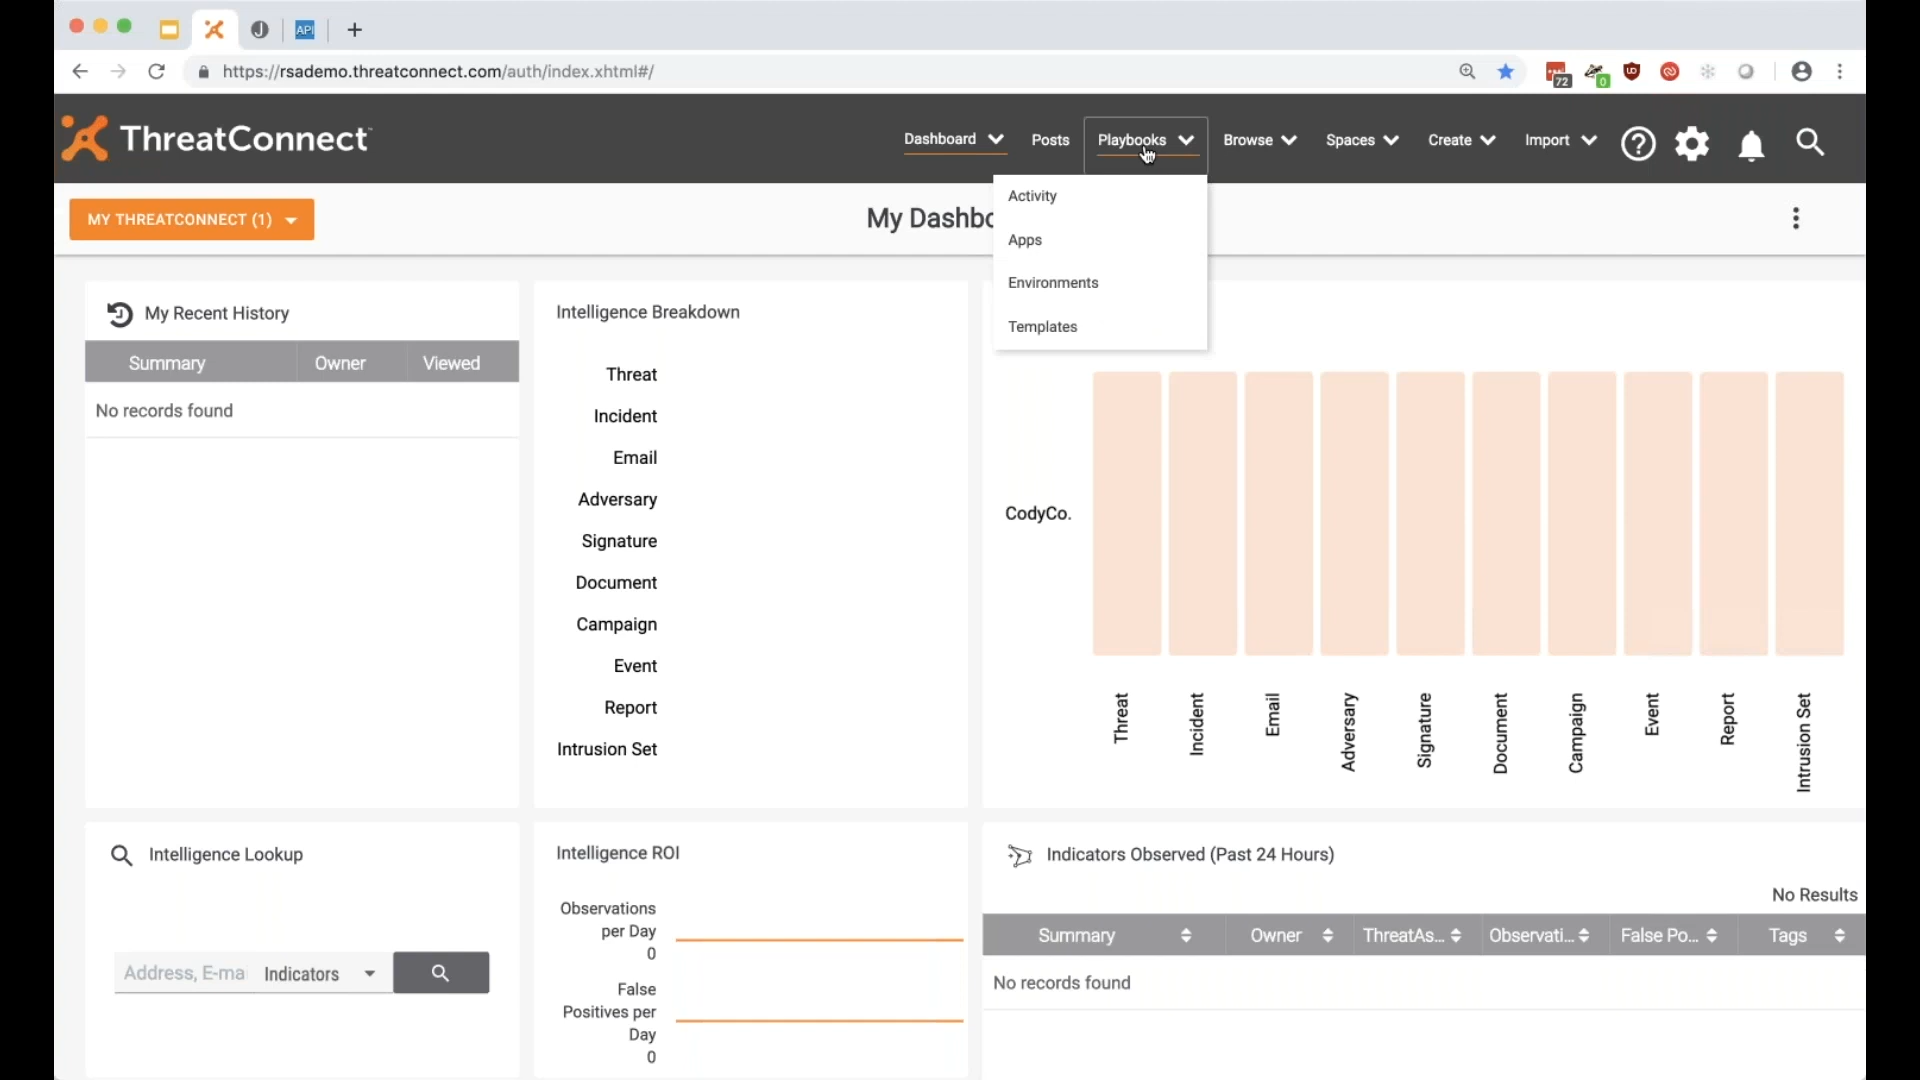 API
https://rsademo.threatconnect.com/auth/index.xhtml#/
72
0
ThreatConnect
Dashboard
Posts
Playbooks
Browse
Spaces
Create
Import
Activity
Apps
Environments
Templates
MY THREATCONNECT (1)
My Dashbo
My Recent History
Summary Owner Viewed
No records found
Intelligence Breakdown
Threat
Incident
Email
Adversary
Signature
Document
Campaign
Event
Report
Intrusion Set
CodyCo.
Threat
Incident
Email
Adversary
Signature
Document
Campaign
Event
Report
Intrusion Set
Intelligence Lookup
Address, E-ma
Indicators
Intelligence ROI
Observations
per Day
0
False
Positives per
Day
0
Indicators Observed (Past 24 Hours)
No Results
Summary Owner ThreatAs... Observati... False Po... Tags
No records found